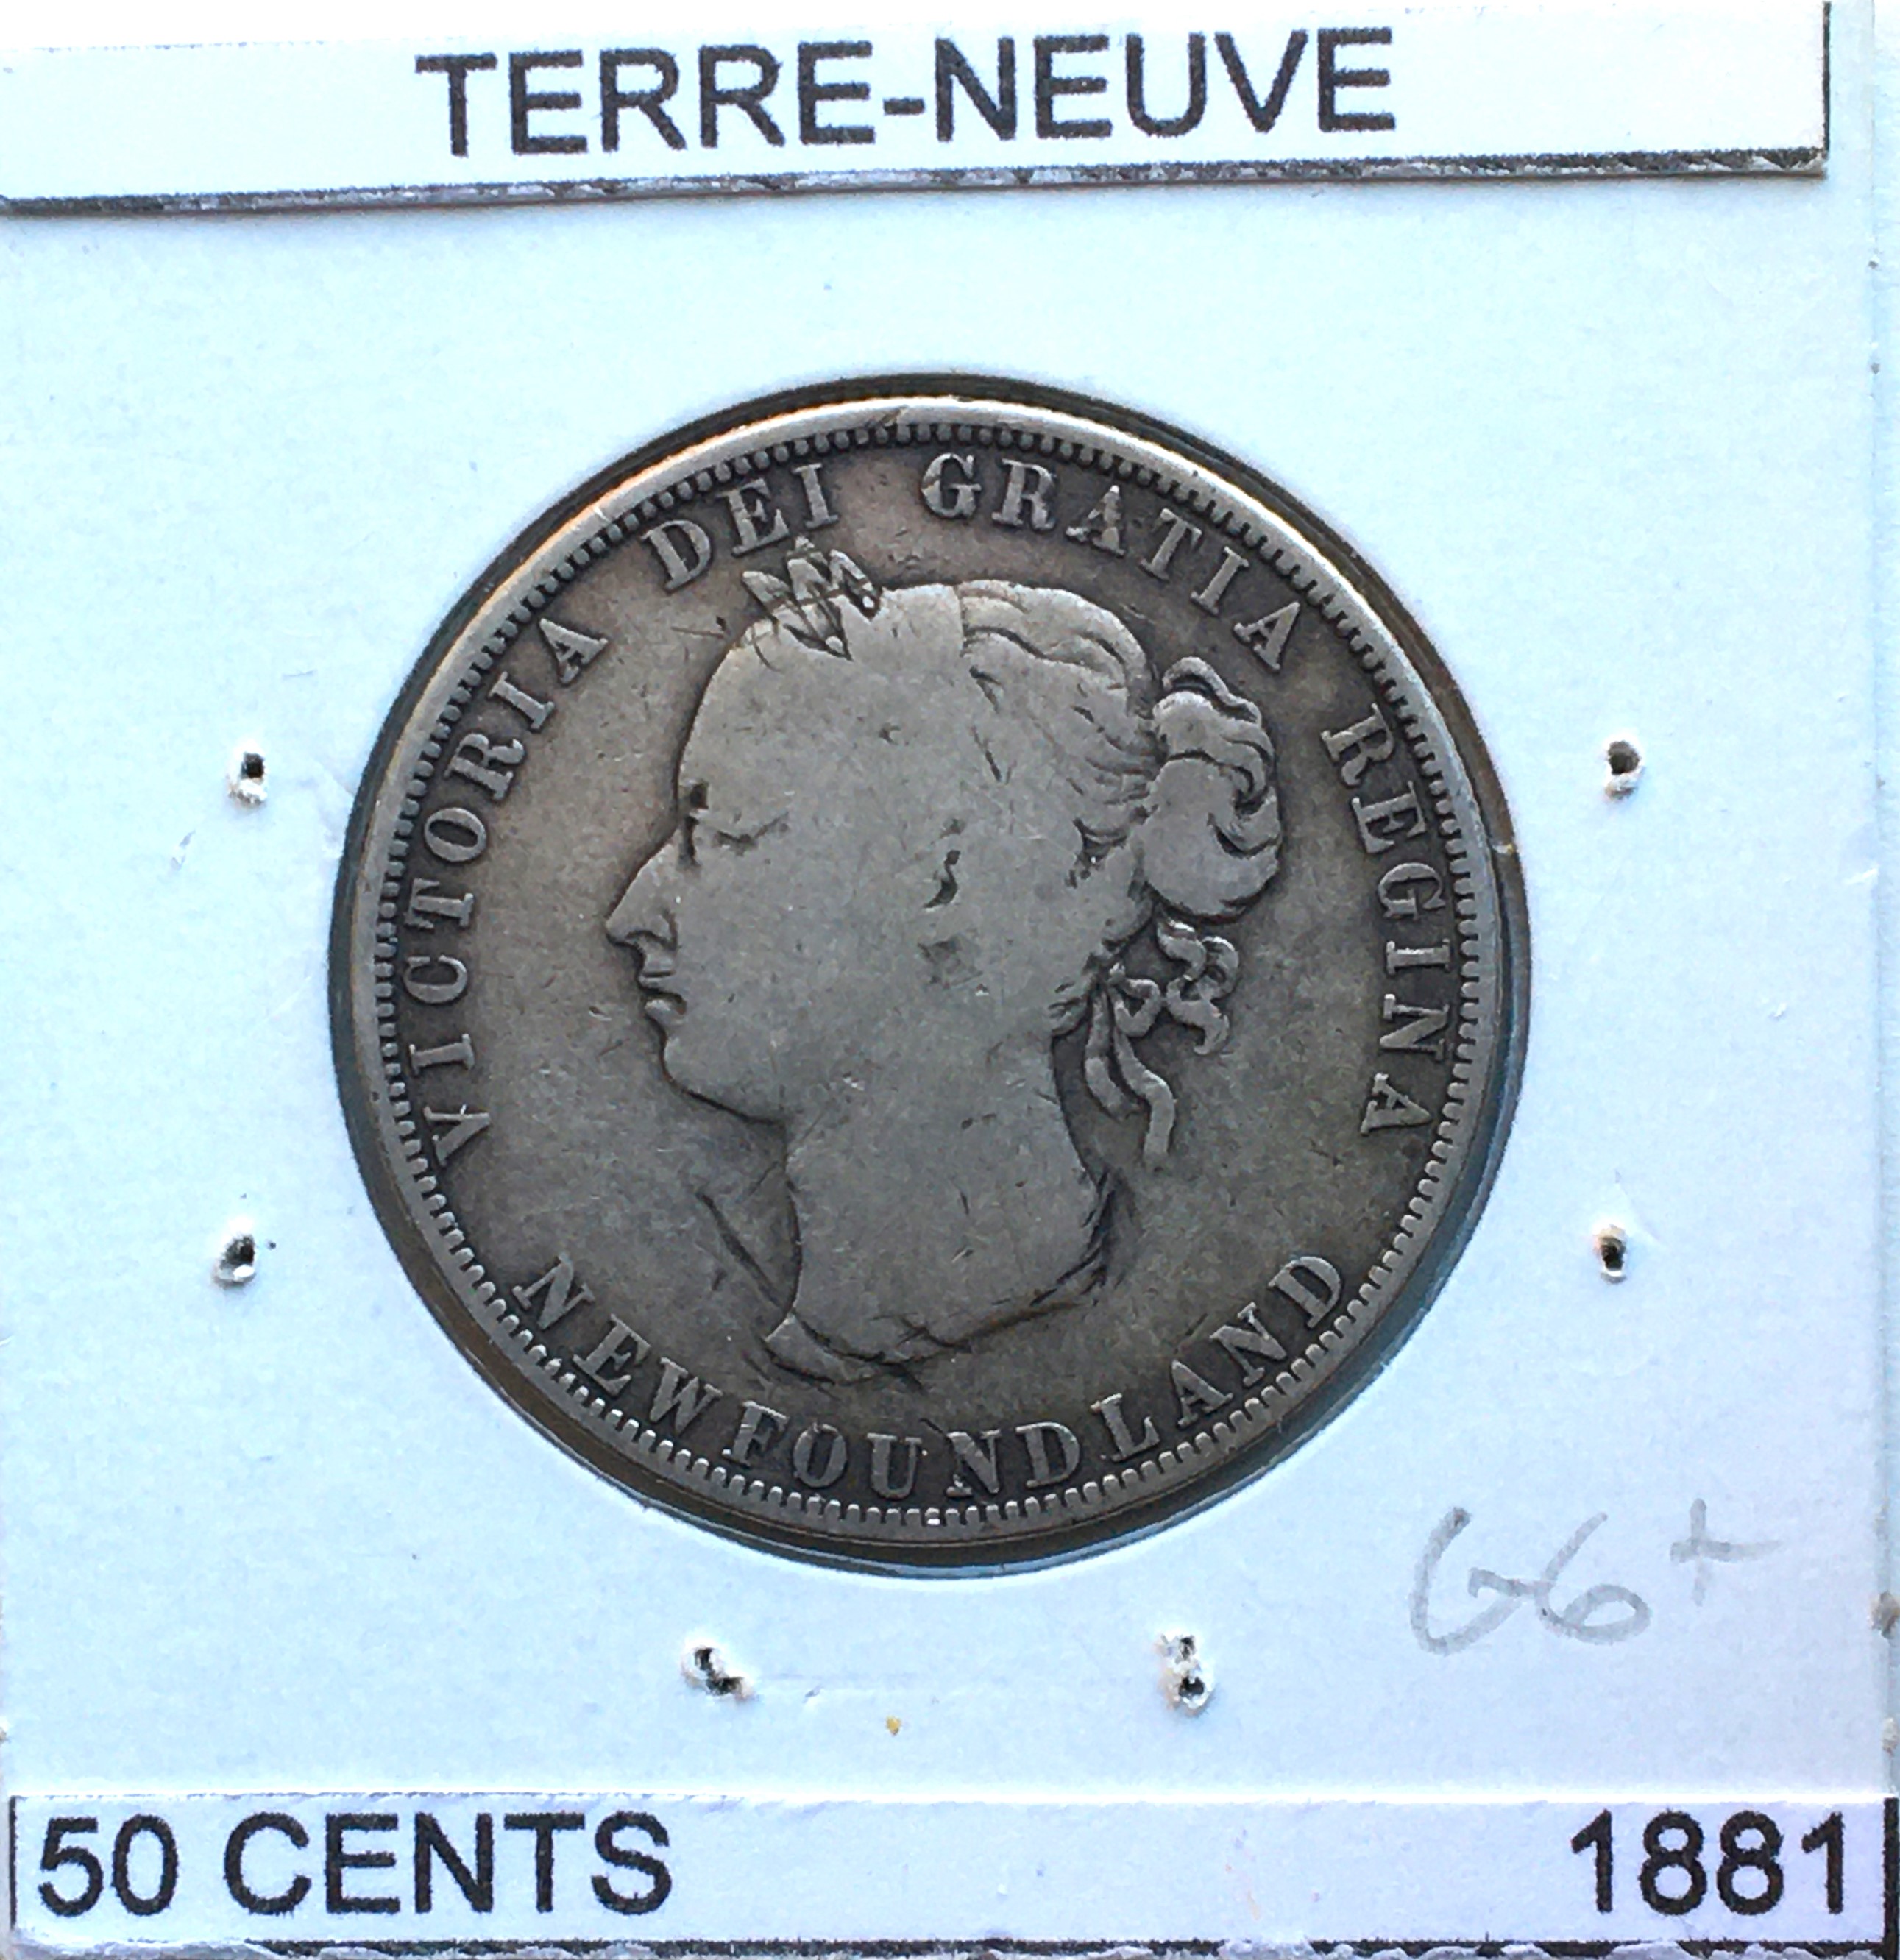 TERRE-NEUVE
VICTORIA DEI GRATIA REGINA
NEWFOUNDLAND
G6+
50 CENTS 1881